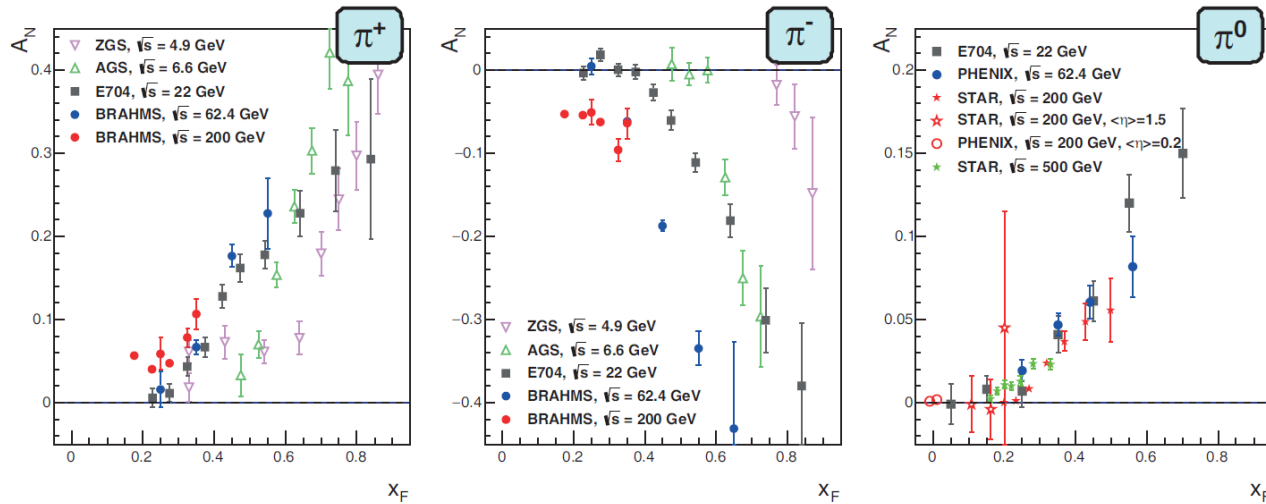 A_N
π⁺
ZGS, √s = 4.9 GeV
AGS, √s = 6.6 GeV
E704, √s = 22 GeV
BRAHMS, √s = 62.4 GeV
BRAHMS, √s = 200 GeV
0.4
0.3
0.2
0.1
0
0 0.2 0.4 0.6 0.8
x_F
A_N
π⁻
0
−0.1
−0.2
−0.3
−0.4
ZGS, √s = 4.9 GeV
AGS, √s = 6.6 GeV
E704, √s = 22 GeV
BRAHMS, √s = 62.4 GeV
BRAHMS, √s = 200 GeV
0 0.2 0.4 0.6 0.8
x_F
A_N
π⁰
E704, √s = 22 GeV
PHENIX, √s = 62.4 GeV
STAR, √s = 200 GeV
STAR, √s = 200 GeV, <η>=1.5
PHENIX, √s = 200 GeV, <η>=0.2
STAR, √s = 500 GeV
0.2
0.15
0.1
0.05
0
0 0.2 0.4 0.6 0.8
x_F